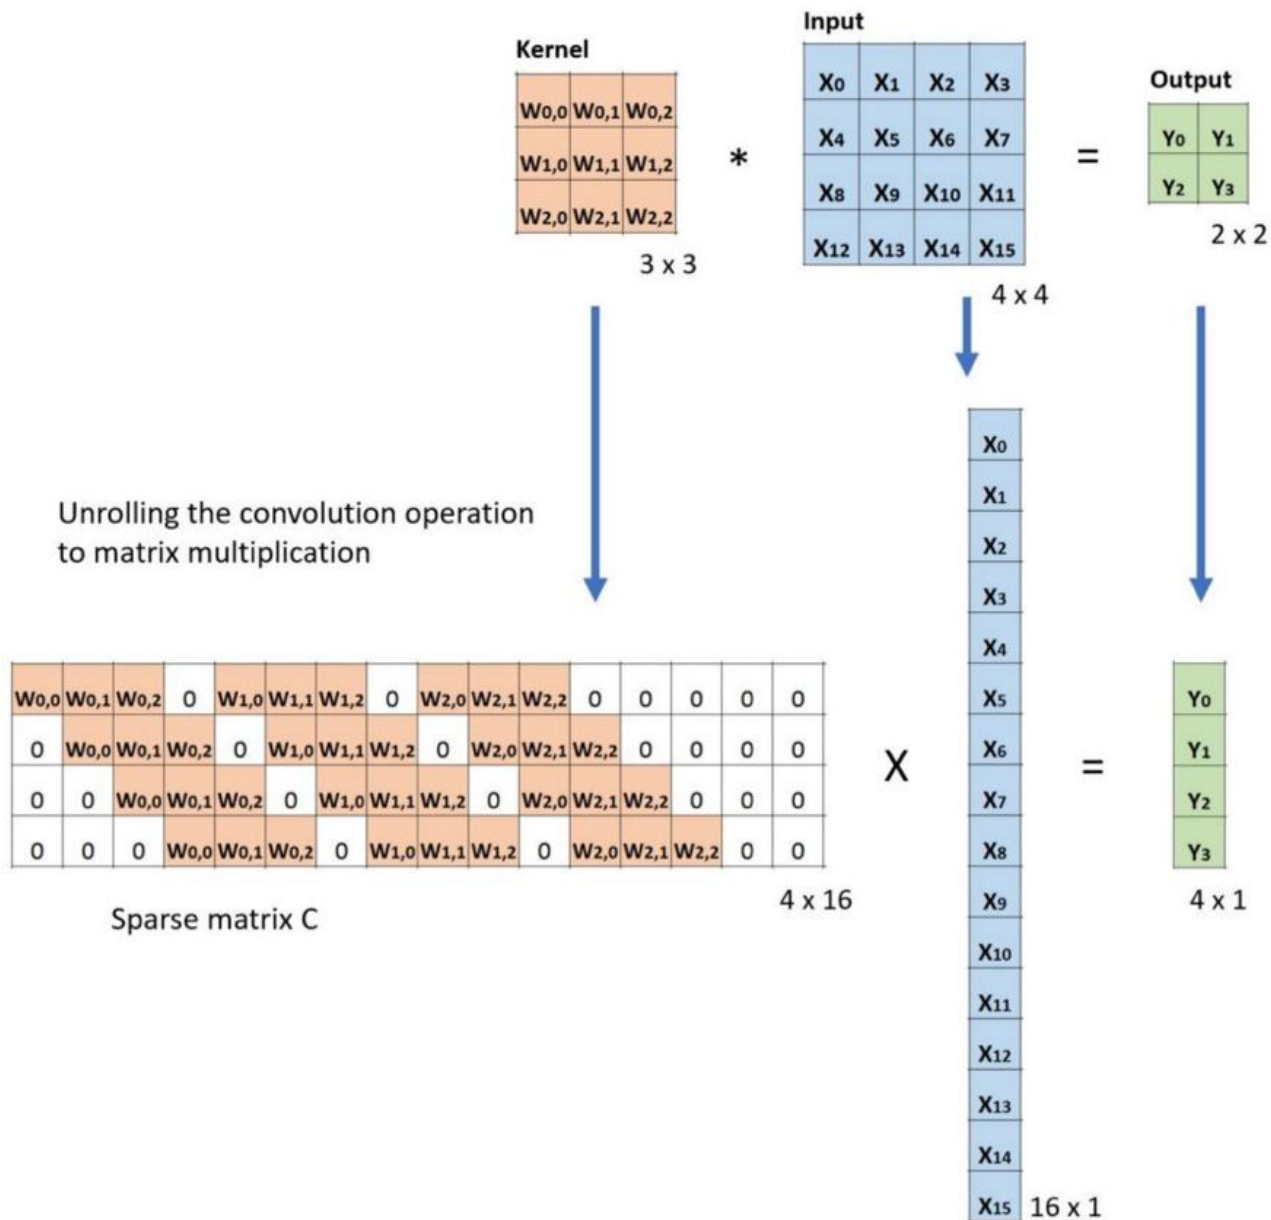 Input
Kernel
Output
X0 X1 X2 X3
X4 X5 X6 X7
X8 X9 X10 X11
X12 X13 X14 X15
4 x 4
W0,0 W0,1 W0,2
W1,0 W1,1 W1,2
W2,0 W2,1 W2,2
3 x 3
*
=
Y0 Y1
Y2 Y3
2 x 2
Unrolling the convolution operation
to matrix multiplication
W0,0 W0,1 W0,2 0 W1,0 W1,1 W1,2 0 W2,0 W2,1 W2,2 0 0 0 0 0
0 W0,0 W0,1 W0,2 0 W1,0 W1,1 W1,2 0 W2,0 W2,1 W2,2 0 0 0 0
0 0 W0,0 W0,1 W0,2 0 W1,0 W1,1 W1,2 0 W2,0 W2,1 W2,2 0 0 0
0 0 0 W0,0 W0,1 W0,2 0 W1,0 W1,1 W1,2 0 W2,0 W2,1 W2,2 0 0
4 x 16
Sparse matrix C
X
X0
X1
X2
X3
X4
X5
X6
X7
X8
X9
X10
X11
X12
X13
X14
X15
16 x 1
=
Y0
Y1
Y2
Y3
4 x 1